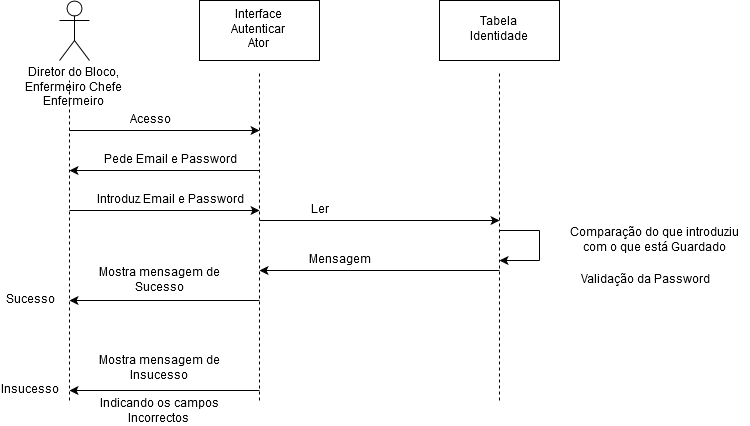 Interface
Autenticar
Ator
Tabela
Identidade
Diretor do Bloco,
Enfermeiro Chefe
Enfermeiro
Acesso
Pede Email e Password
Introduz Email e Password
Ler
Comparação do que introduziu
com o que está Guardado
Validação da Password
Mensagem
Mostra mensagem de
Sucesso
Sucesso
Mostra mensagem de
Insucesso
Insucesso
Indicando os campos
Incorrectos